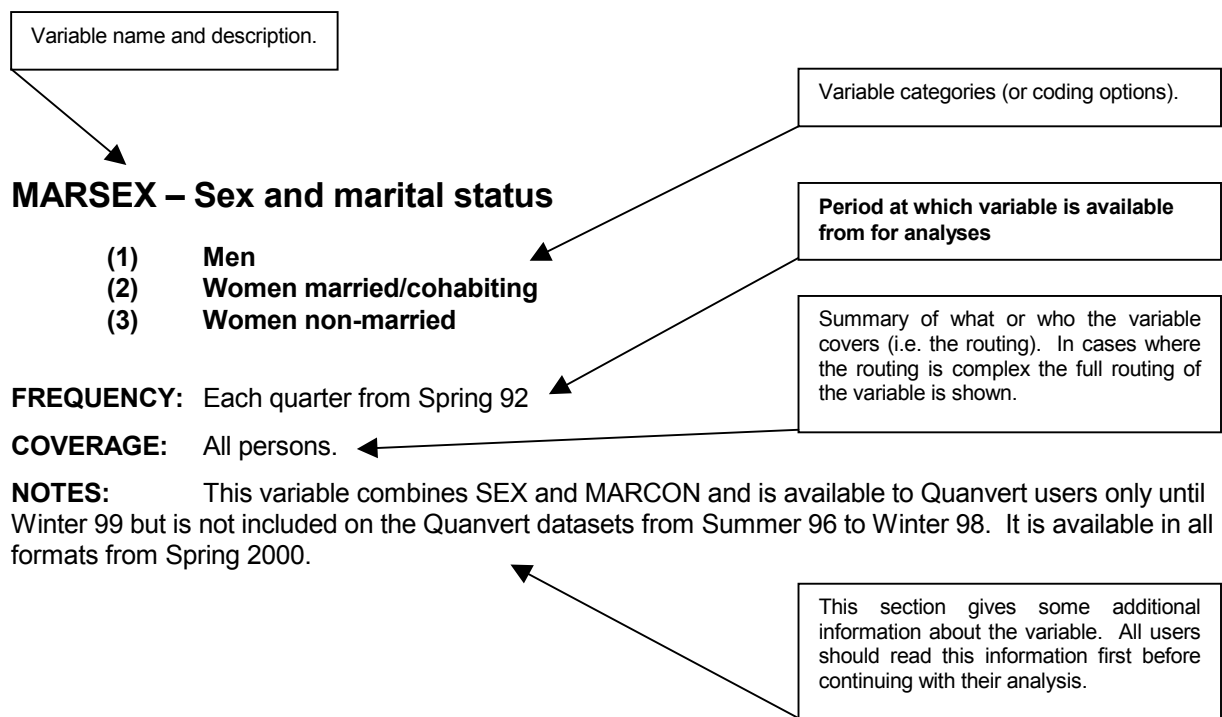 Variable name and description.
Variable categories (or coding options).
MARSEX – Sex and marital status
Period at which variable is available
from for analyses
(1) Men
(2) Women married/cohabiting
(3) Women non-married
Summary of what or who the variable
covers (i.e. the routing). In cases where
the routing is complex the full routing of
the variable is shown.
FREQUENCY: Each quarter from Spring 92
COVERAGE: All persons.
NOTES: This variable combines SEX and MARCON and is available to Quanvert users only until
Winter 99 but is not included on the Quanvert datasets from Summer 96 to Winter 98. It is available in all
formats from Spring 2000.
This section gives some additional
information about the variable. All users
should read this information first before
continuing with their analysis.